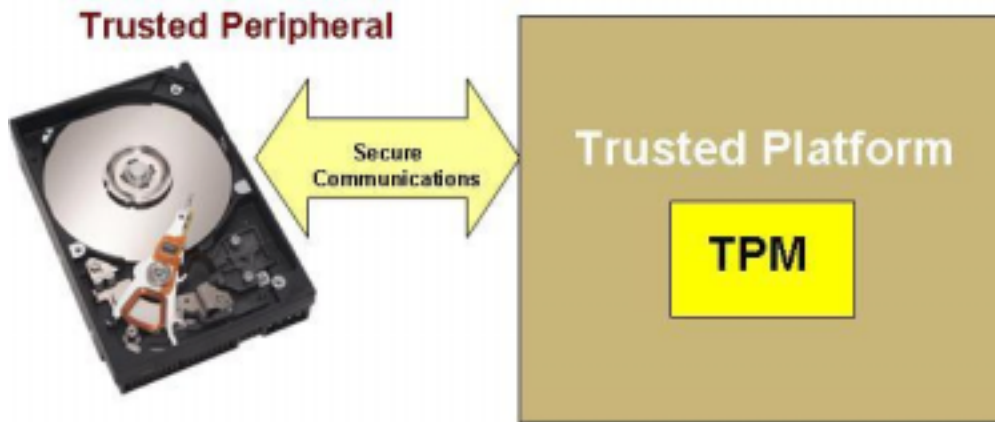 Trusted Peripheral
Secure
Communications
Trusted Platform
TPM